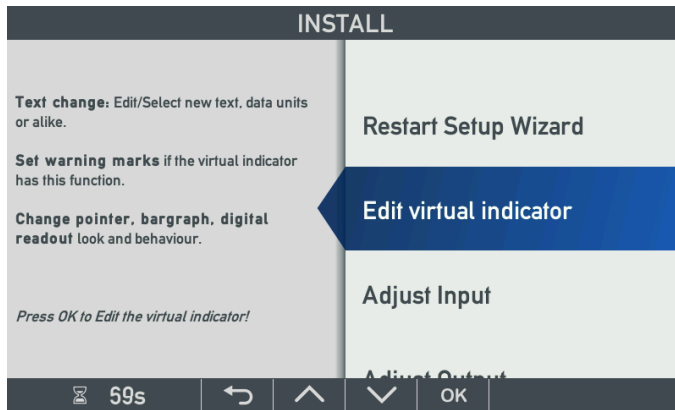 INSTALL
Text change: Edit/Select new text, data units
or alike.
Set warning marks if the virtual indicator
has this function.
Change pointer, bargraph, digital
readout look and behaviour.
Press OK to Edit the virtual indicator!
Restart Setup Wizard
Edit virtual indicator
Adjust Input
Adjust Output
59s
OK